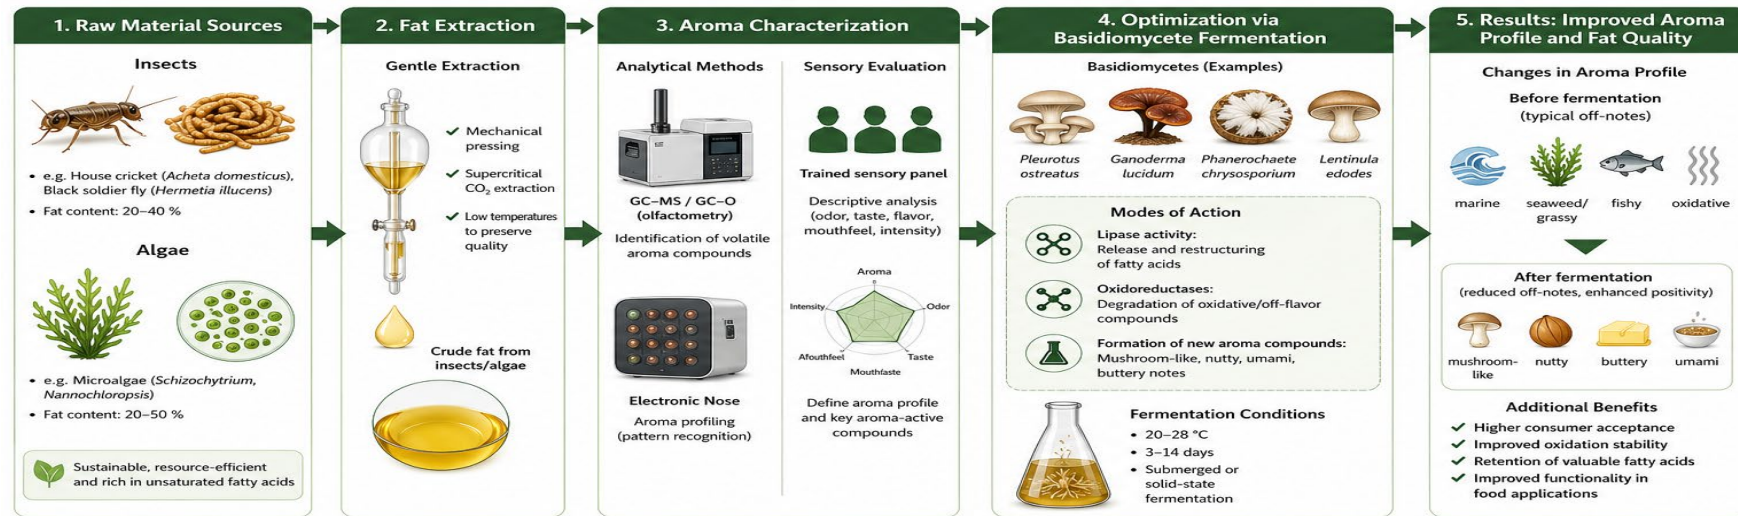 1. Raw Material Sources
Insects
• e.g. House cricket (Acheta domesticus),
Black soldier fly (Hermetia illucens)
• Fat content: 20–40 %
Algae
• e.g. Microalgae (Schizochytrium,
Nannochloropsis)
• Fat content: 20–50 %
Sustainable, resource-efficient
and rich in unsaturated fatty acids
2. Fat Extraction
Gentle Extraction
✓ Mechanical
pressing
✓ Supercritical
CO₂ extraction
✓ Low temperatures
to preserve
quality
Crude fat from
insects/algae
3. Aroma Characterization
Analytical Methods
GC–MS / GC–O
(olfactometry)
Identification of volatile
aroma compounds
Electronic Nose
Aroma profiling
(pattern recognition)
Sensory Evaluation
Trained sensory panel
Descriptive analysis
(odor, taste, flavor,
mouthfeel, intensity)
Aroma
Intensity
Odor
Afouthfeel
Taste
Mouthfaste
Define aroma profile
and key aroma-active
compounds
4. Optimization via
Basidiomycete Fermentation
Basidiomycetes (Examples)
Pleurotus
ostreatus
Ganoderma
lucidum
Phanerochaete
chrysosporium
Lentinula
edodes
Modes of Action
Lipase activity:
Release and restructuring
of fatty acids
Oxidoreductases:
Degradation of oxidative/off-flavor
compounds
Formation of new aroma compounds:
Mushroom-like, nutty, umami,
buttery notes
Fermentation Conditions
• 20–28 °C
• 3–14 days
• Submerged or
solid-state
fermentation
5. Results: Improved Aroma
Profile and Fat Quality
Changes in Aroma Profile
Before fermentation
(typical off-notes)
marine
seaweed/
grassy
fishy
oxidative
After fermentation
(reduced off-notes, enhanced positivity)
mushroom-
like
nutty
buttery
umami
Additional Benefits
✓ Higher consumer acceptance
✓ Improved oxidation stability
✓ Retention of valuable fatty acids
✓ Improved functionality in
food applications